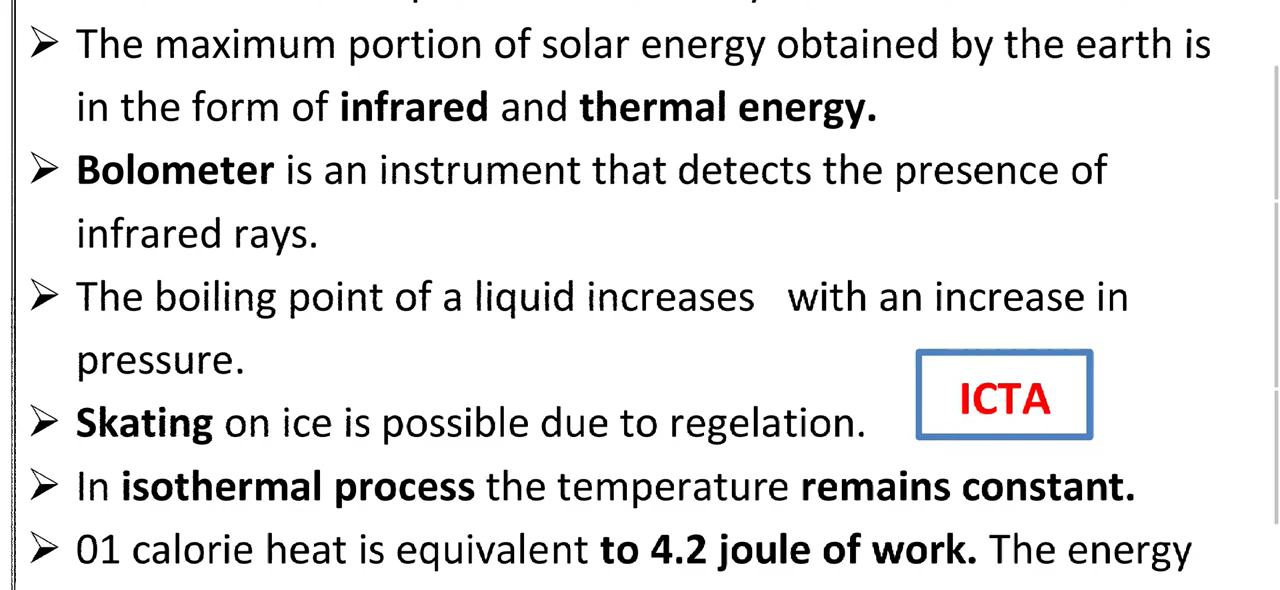 ➤ The maximum portion of solar energy obtained by the earth is
in the form of infrared and thermal energy.
➤ Bolometer is an instrument that detects the presence of
infrared rays.
➤ The boiling point of a liquid increases with an increase in
pressure.
ICTA
➤ Skating on ice is possible due to regelation.
➤ In isothermal process the temperature remains constant.
➤ 01 calorie heat is equivalent to 4.2 joule of work. The energy